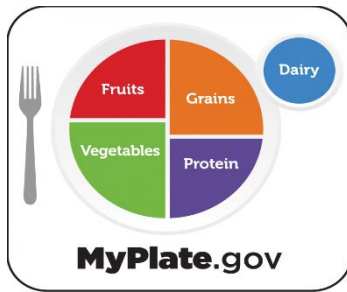 Dairy
Fruits
Grains
Vegetables
Protein
MyPlate.gov